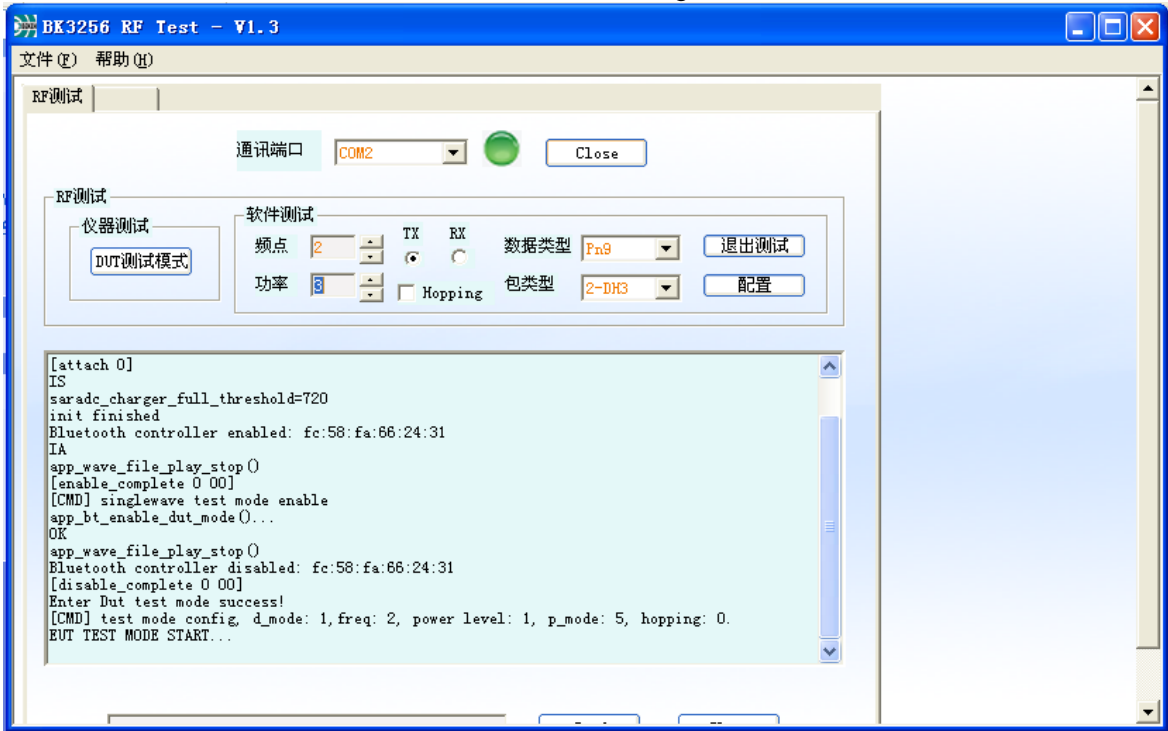 BK3256 RF Test - V1.3
文件(F) 帮助(H)
RF测试
通讯端口 COM2 Close
RF测试
仪器测试 软件测试
频点 2 TX RX 数据类型 Pn9 退出测试
DUT测试模式
功率 3 Hopping 包类型 2-DH3 配置
[attach 0]
IS
saradc_charger_full_threshold=720
init finished
Bluetooth controller enabled: fc:58:fa:66:24:31
IA
app_wave_file_play_stop()
[enable_complete 0 00]
[CMD] singlewave test mode enable
app_bt_enable_dut_mode()...
OK
app_wave_file_play_stop()
Bluetooth controller disabled: fc:58:fa:66:24:31
[disable_complete 0 00]
Enter Dut test mode success!
[CMD] test mode config, d_mode: 1,freq: 2, power level: 1, p_mode: 5, hopping: 0.
EUT TEST MODE START...